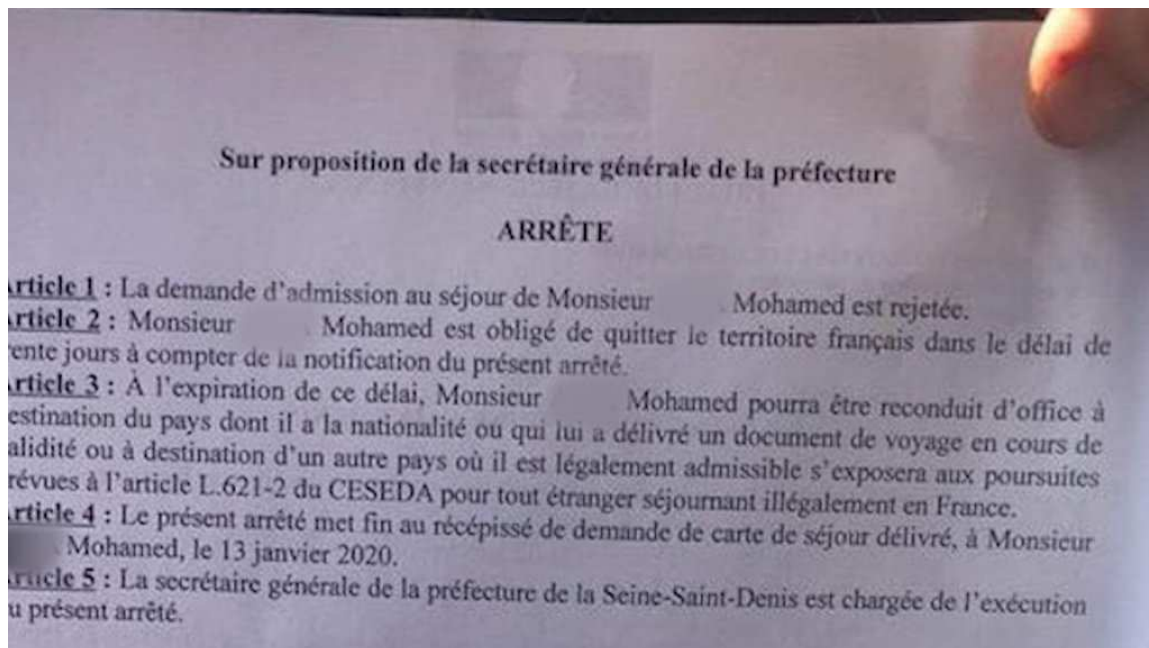 Sur proposition de la secrétaire générale de la préfecture
ARRÊTE
rticle 1 : La demande d'admission au séjour de Monsieur Mohamed est rejetée.
rticle 2 : Monsieur Mohamed est obligé de quitter le territoire français dans le délai de
ente jours à compter de la notification du présent arrêté.
rticle 3 : À l'expiration de ce délai, Monsieur Mohamed pourra être reconduit d'office à
estination du pays dont il a la nationalité ou qui lui a délivré un document de voyage en cours de
alidité ou à destination d'un autre pays où il est légalement admissible s'exposera aux poursuites
révues à l'article L.621-2 du CESEDA pour tout étranger séjournant illégalement en France.
rticle 4 : Le présent arrêté met fin au récépissé de demande de carte de séjour délivré, à Monsieur
Mohamed, le 13 janvier 2020.
rticle 5 : La secrétaire générale de la préfecture de la Seine-Saint-Denis est chargée de l'exécution
u présent arrêté.